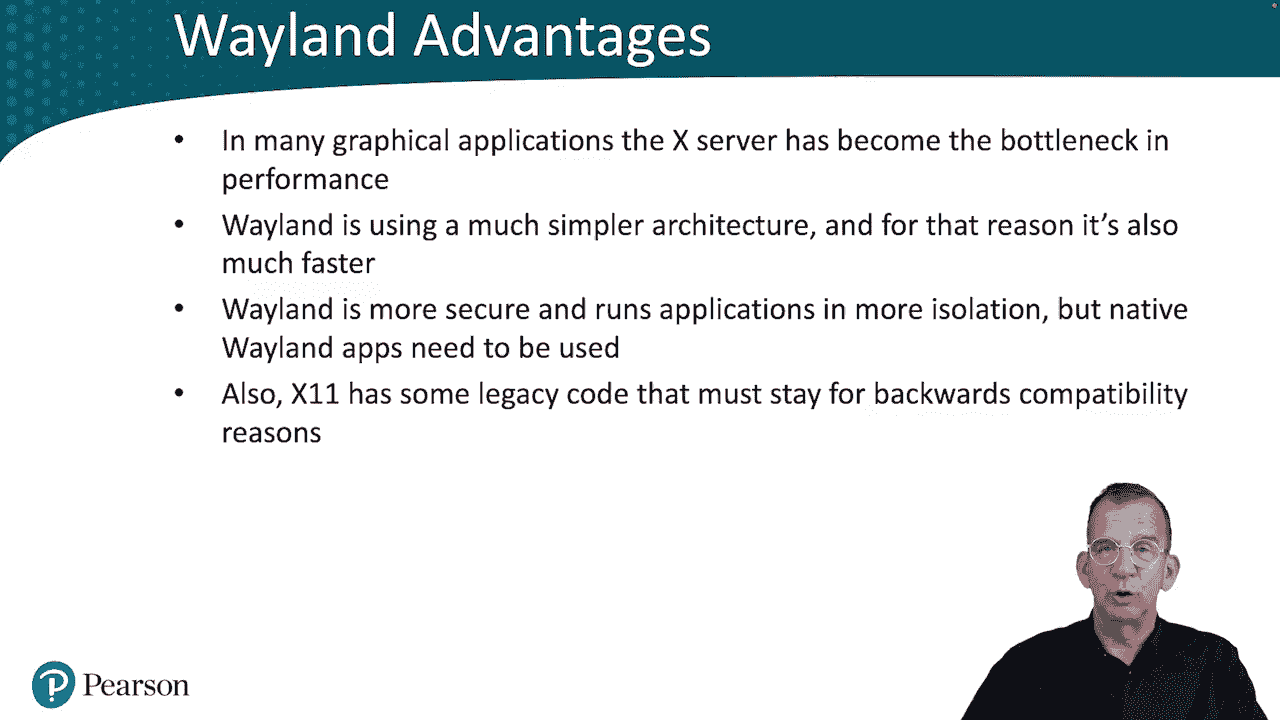 Wayland Advantages
• In many graphical applications the X server has become the bottleneck in
performance
• Wayland is using a much simpler architecture, and for that reason it’s also
much faster
• Wayland is more secure and runs applications in more isolation, but native
Wayland apps need to be used
• Also, X11 has some legacy code that must stay for backwards compatibility
reasons
Pearson